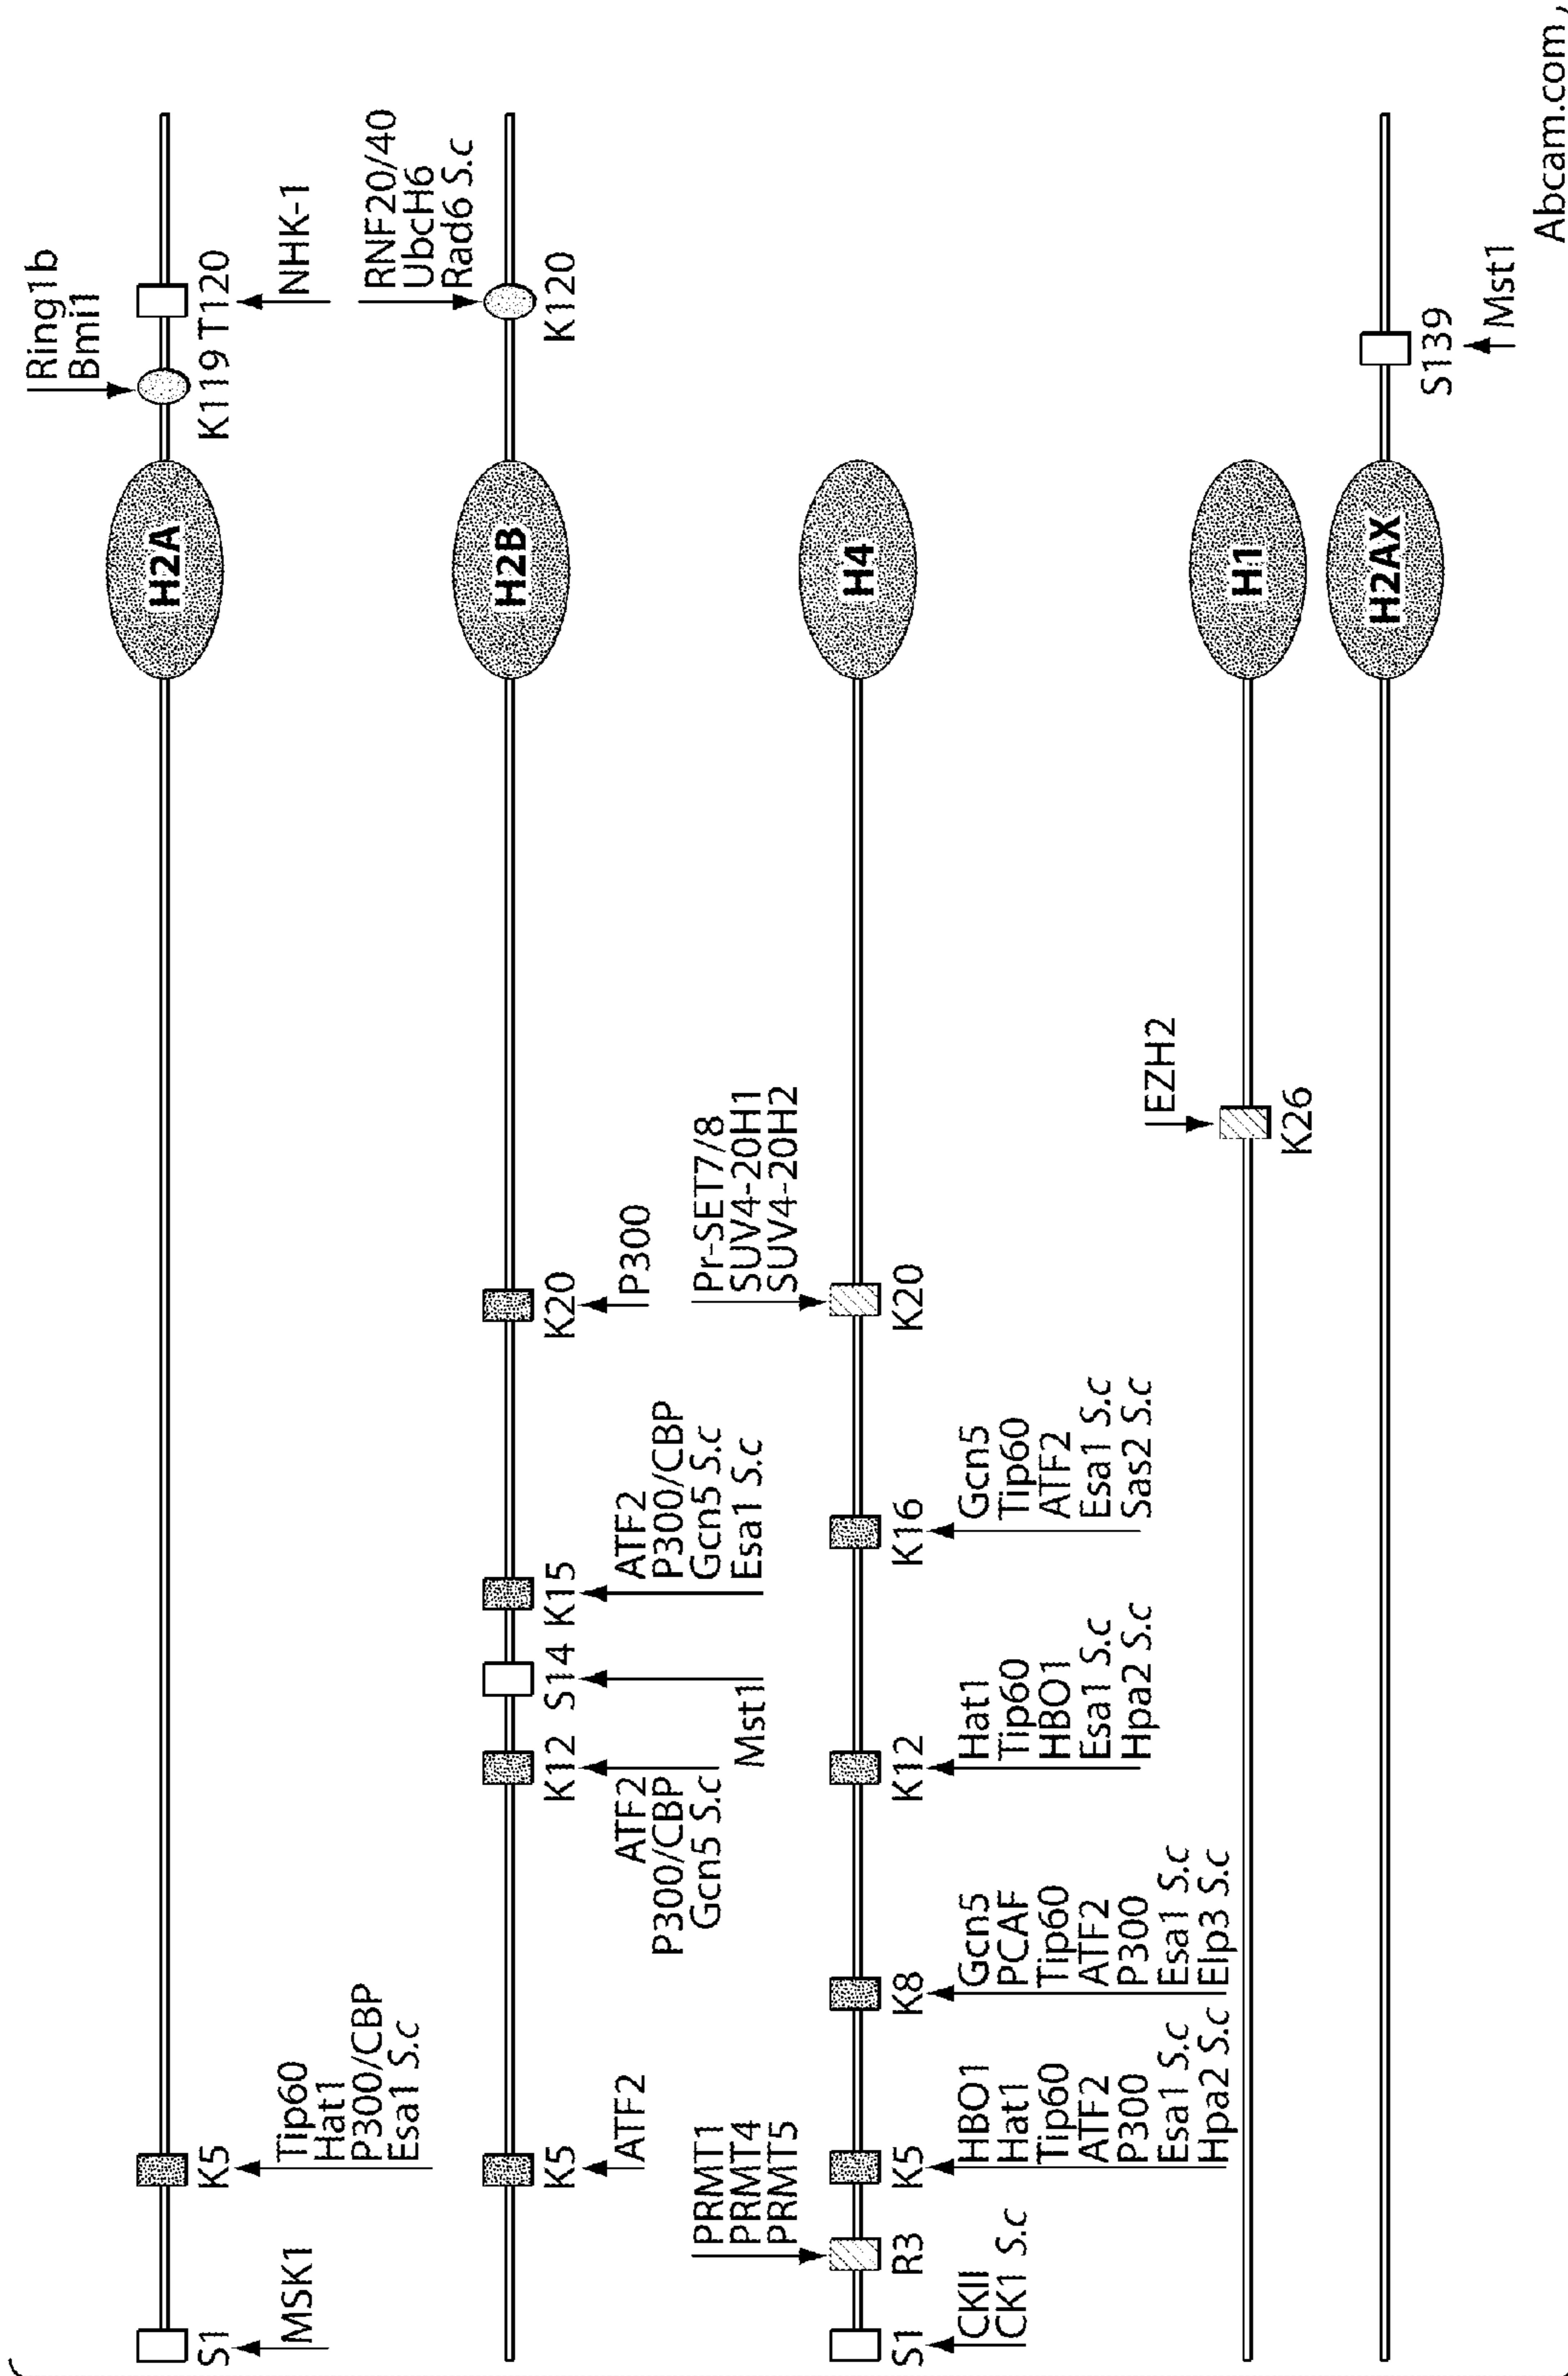 Ring1b
Bmi1
H2A
S1
K5
K119 T120
MSK1
Tip60
Hat1
P300/CBP
Esa1 S.c
NHK-1
RNF20/40
UbcH6
Rad6 S.c
H2B
K5
K12
S14
K15
K20
K120
ATF2
ATF2
P300/CBP
Gcn5 S.c
Mst1
ATF2
P300/CBP
Gcn5 S.c
Esa1 S.c
P300
PRMT1
PRMT4
PRMT5
Pr-SET7/8
SUV4-20H1
SUV4-20H2
H4
S1
R3
K5
K8
K12
K16
K20
CKII
CK1 S.c
HBO1
Hat1
Tip60
ATF2
P300
Esa1 S.c
Hpa2 S.c
Gcn5
PCAF
Tip60
ATF2
P300
Esa1 S.c
Elp3 S.c
Hat1
Tip60
HBO1
Esa1 S.c
Hpa2 S.c
Gcn5
Tip60
ATF2
Esa1 S.c
Sas2 S.c
EZH2
H1
K26
H2AX
S139
Mst1
Abcam.com,